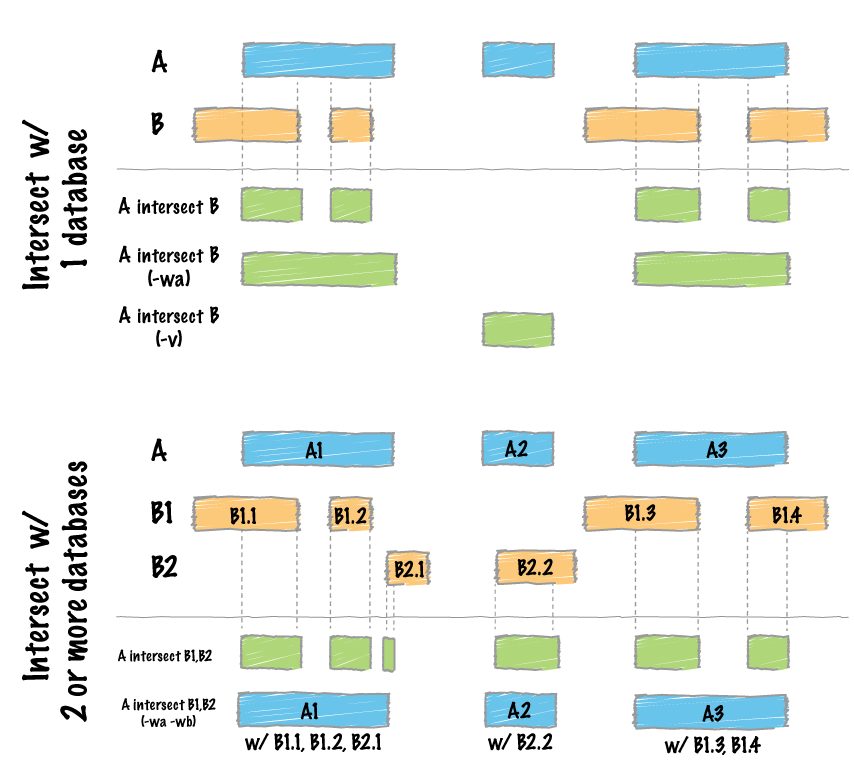 Intersect w/
1 database
A
B
A intersect B
A intersect B
(-wa)
A intersect B
(-v)
Intersect w/
2 or more databases
A
A1
A2
A3
B1
B1.1
B1.2
B1.3
B1.4
B2
B2.1
B2.2
A intersect B1,B2
A intersect B1,B2
(-wa -wb)
A1
A2
A3
w/ B1.1, B1.2, B2.1
w/ B2.2
w/ B1.3, B1.4